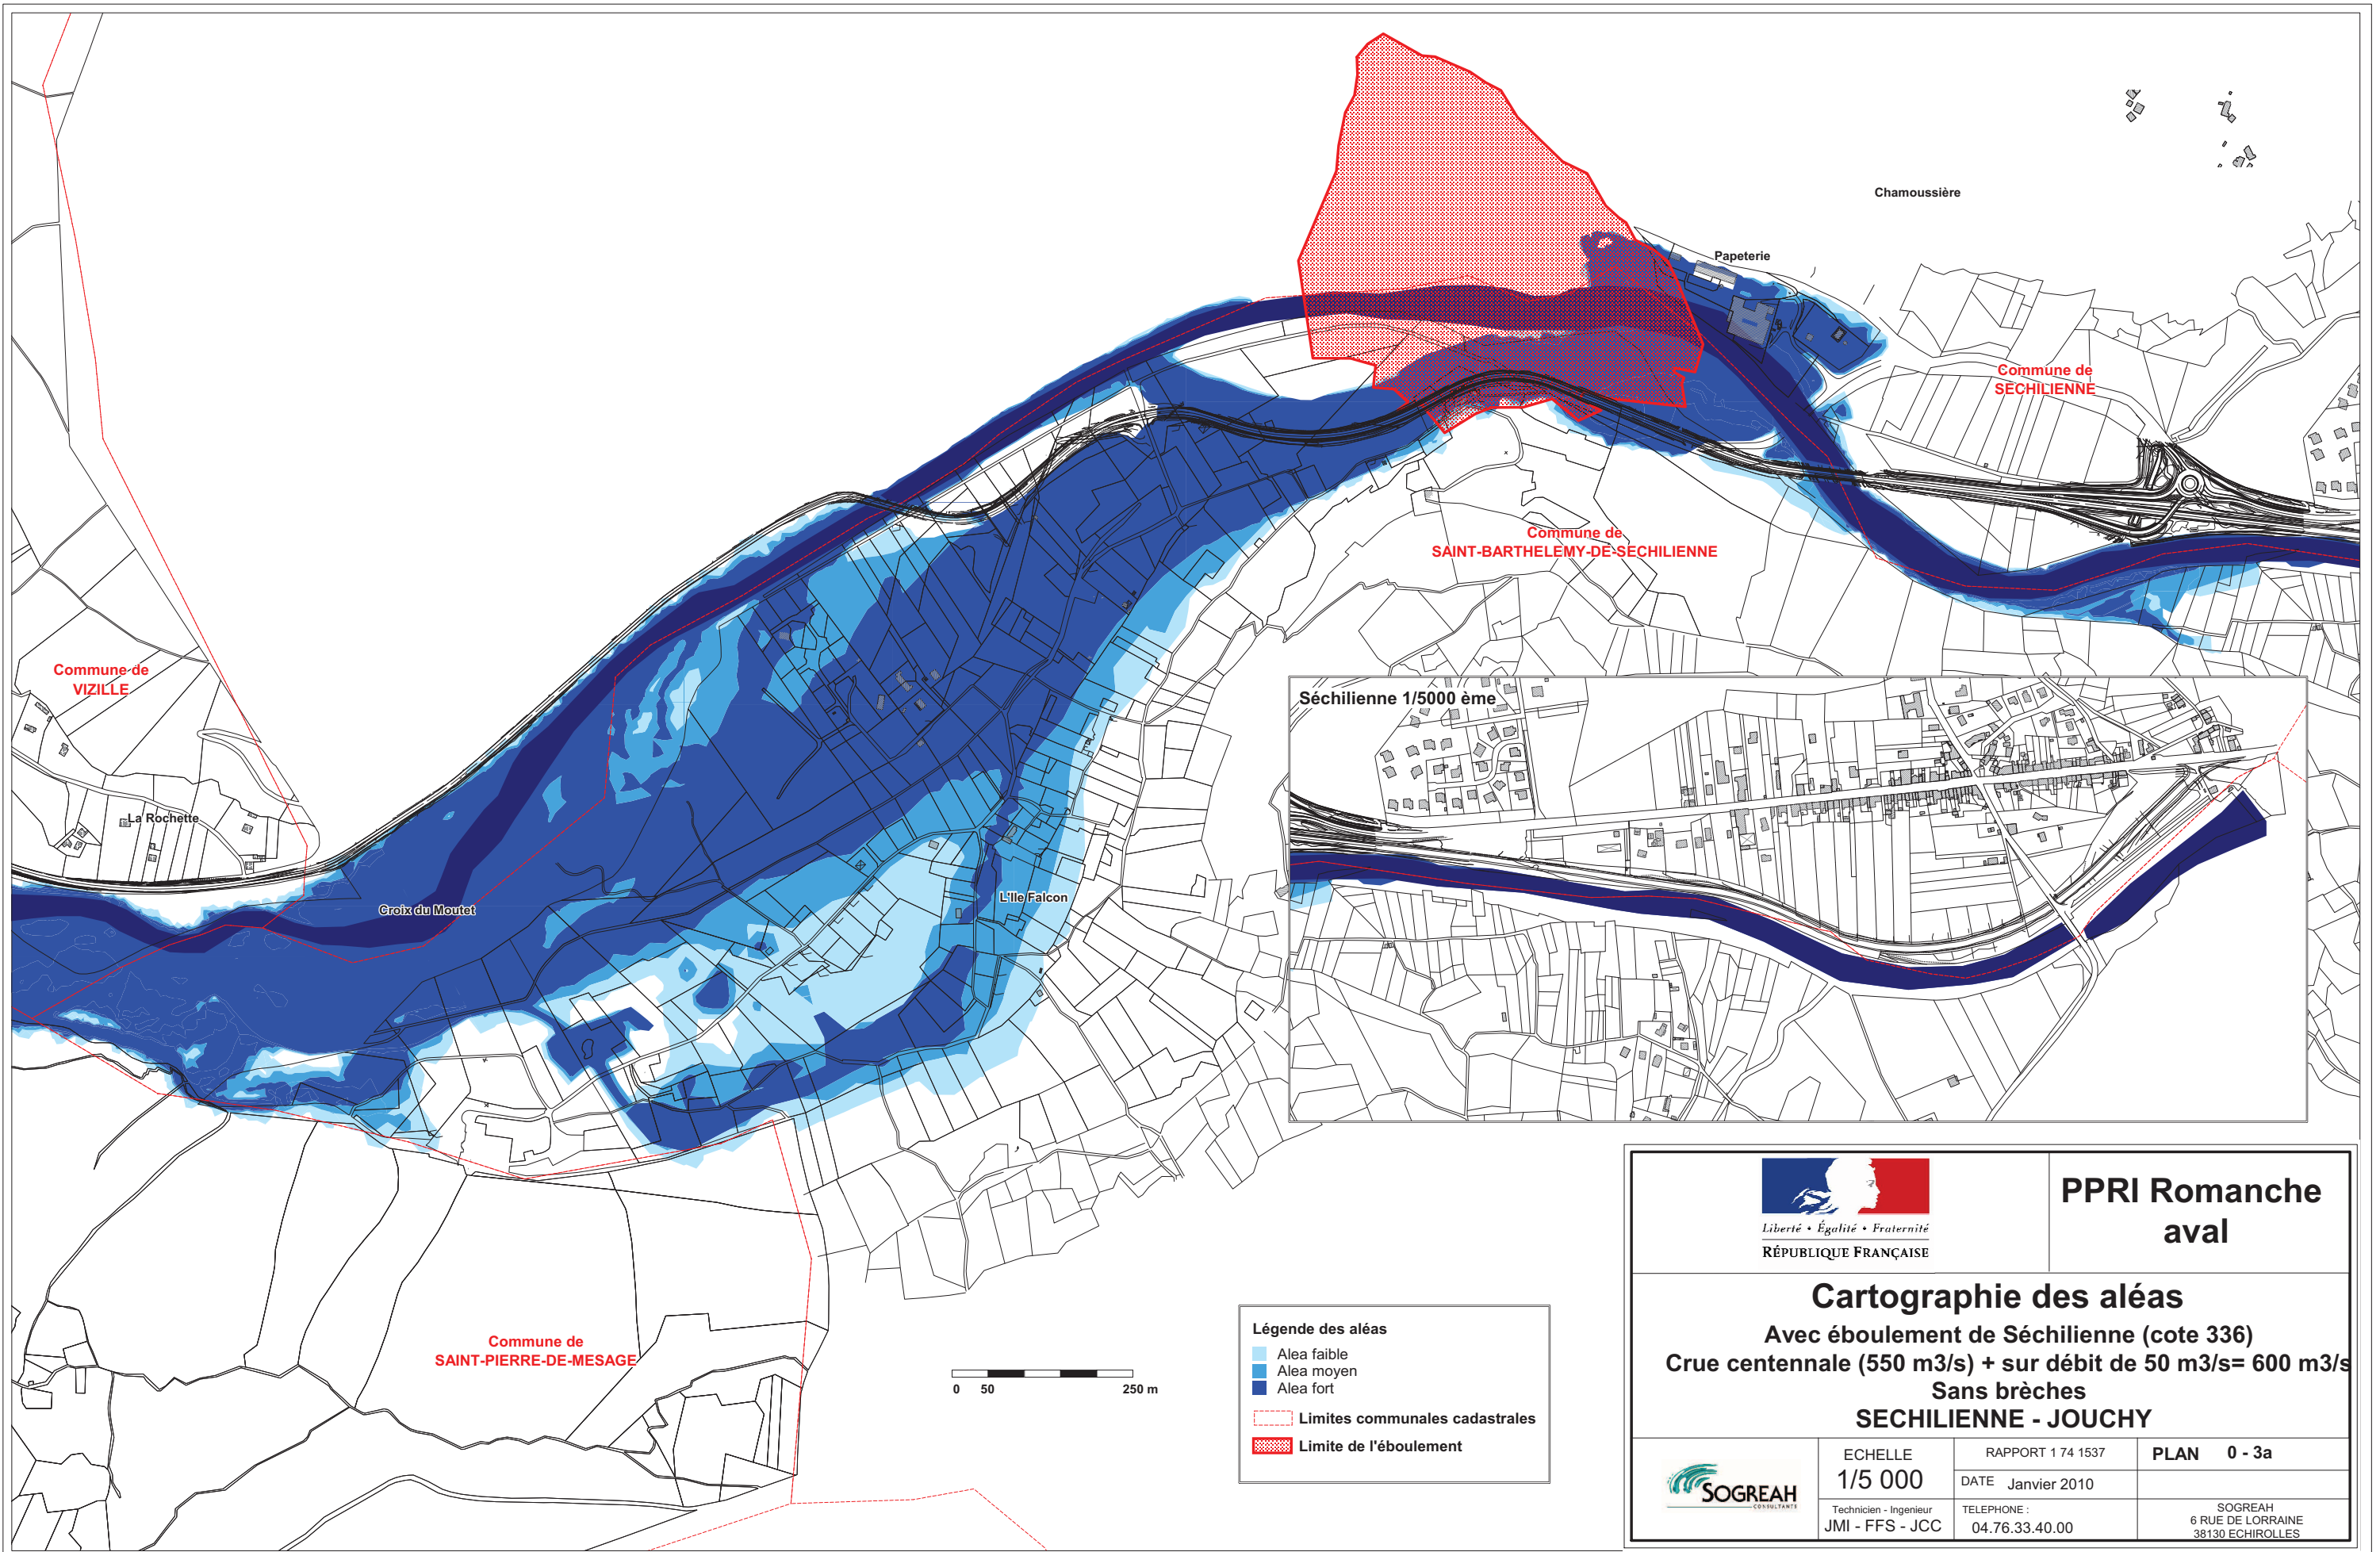 Chamoussière
Papeterie
Commune de
SECHILIENNE
Commune de
SAINT-BARTHELEMY-DE-SECHILIENNE
Commune de
VIZILLE
Séchilienne 1/5000 ème
La Rochette
L'Ile Falcon
Croix du Moutet
Commune de
SAINT-PIERRE-DE-MESAGE
0 50 250 m
Légende des aléas
Alea faible
Alea moyen
Alea fort
Limites communales cadastrales
Limite de l'éboulement
Liberté • Égalité • Fraternité
RÉPUBLIQUE FRANÇAISE
PPRI Romanche
aval
Cartographie des aléas
Avec éboulement de Séchilienne (cote 336)
Crue centennale (550 m3/s) + sur débit de 50 m3/s= 600 m3/s
Sans brèches
SECHILIENNE - JOUCHY
SOGREAH
CONSULTANTS
ECHELLE
1/5 000
Technicien - Ingenieur
JMI - FFS - JCC
RAPPORT 1 74 1537
DATE Janvier 2010
TELEPHONE :
04.76.33.40.00
PLAN 0 - 3a
SOGREAH
6 RUE DE LORRAINE
38130 ECHIROLLES